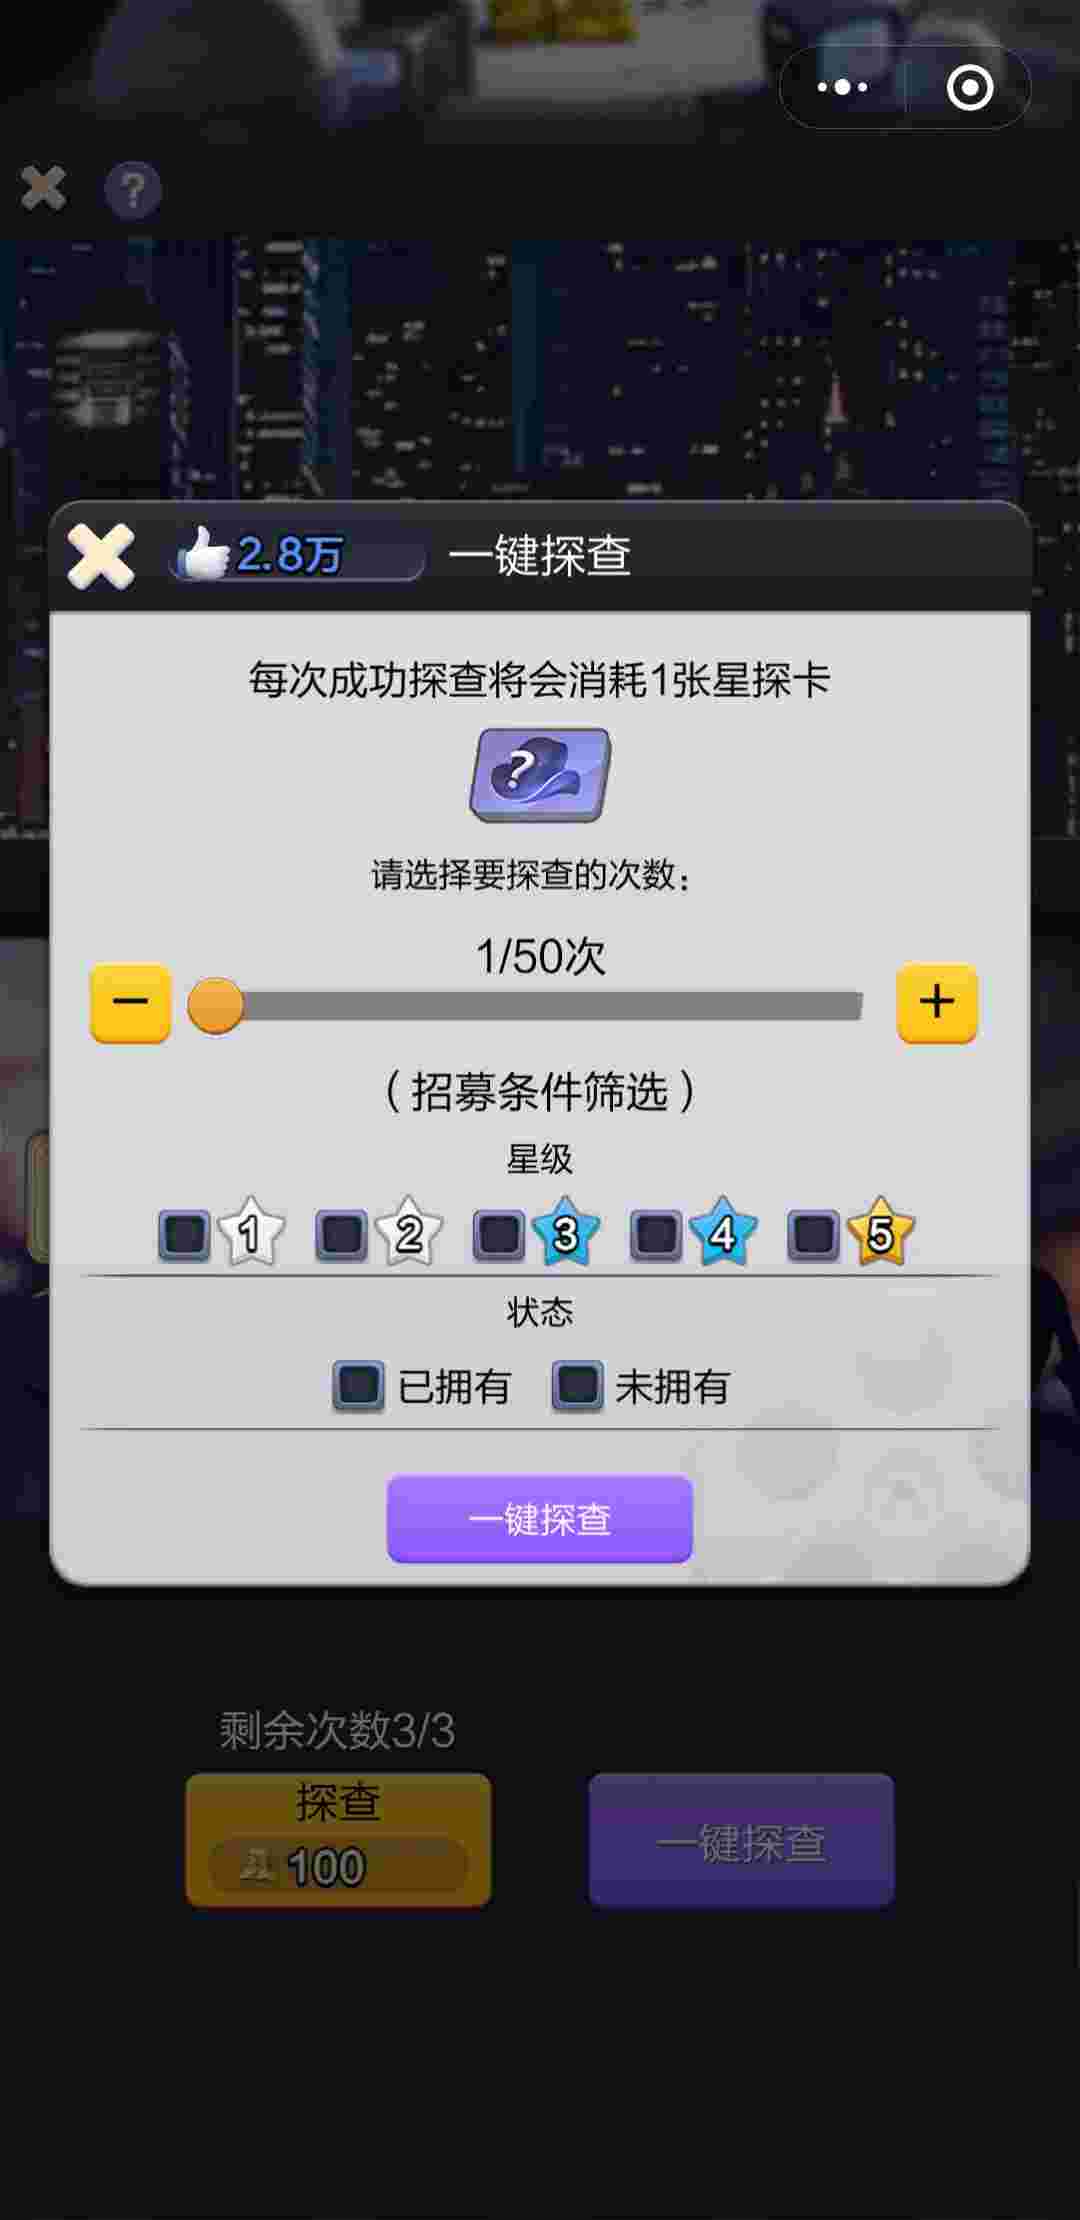 ?
2.8万
一键探查
每次成功探查将会消耗1张星探卡
?
请选择要探查的次数：
1/50次
（招募条件筛选）
星级
1 2 3 4 5
状态
已拥有 未拥有
一键探查
剩余次数3/3
探查
100
一键探查